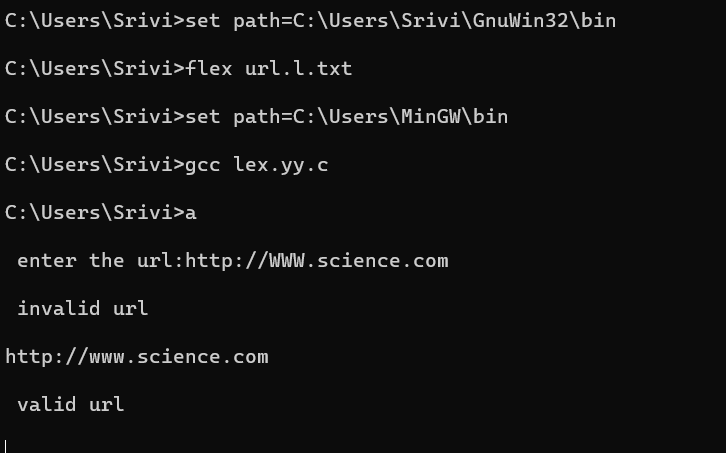 C:\Users\Srivi>set path=C:\Users\Srivi\GnuWin32\bin
C:\Users\Srivi>flex url.l.txt
C:\Users\Srivi>set path=C:\Users\MinGW\bin
C:\Users\Srivi>gcc lex.yy.c
C:\Users\Srivi>a
enter the url:http://WWW.science.com
invalid url
http://www.science.com
valid url